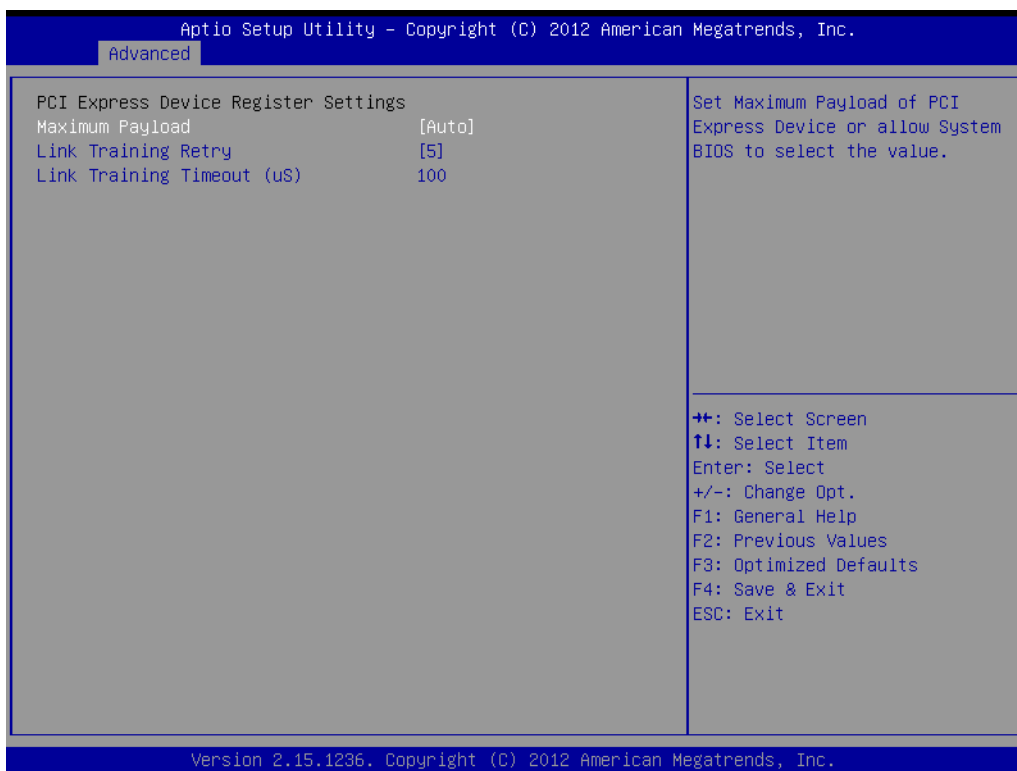 Aptio Setup Utility – Copyright (C) 2012 American Megatrends, Inc.
Advanced
PCI Express Device Register Settings
Maximum Payload [Auto]
Link Training Retry [5]
Link Training Timeout (uS) 100
Set Maximum Payload of PCI
Express Device or allow System
BIOS to select the value.
→←: Select Screen
↑↓: Select Item
Enter: Select
+/-: Change Opt.
F1: General Help
F2: Previous Values
F3: Optimized Defaults
F4: Save & Exit
ESC: Exit
Version 2.15.1236. Copyright (C) 2012 American Megatrends, Inc.